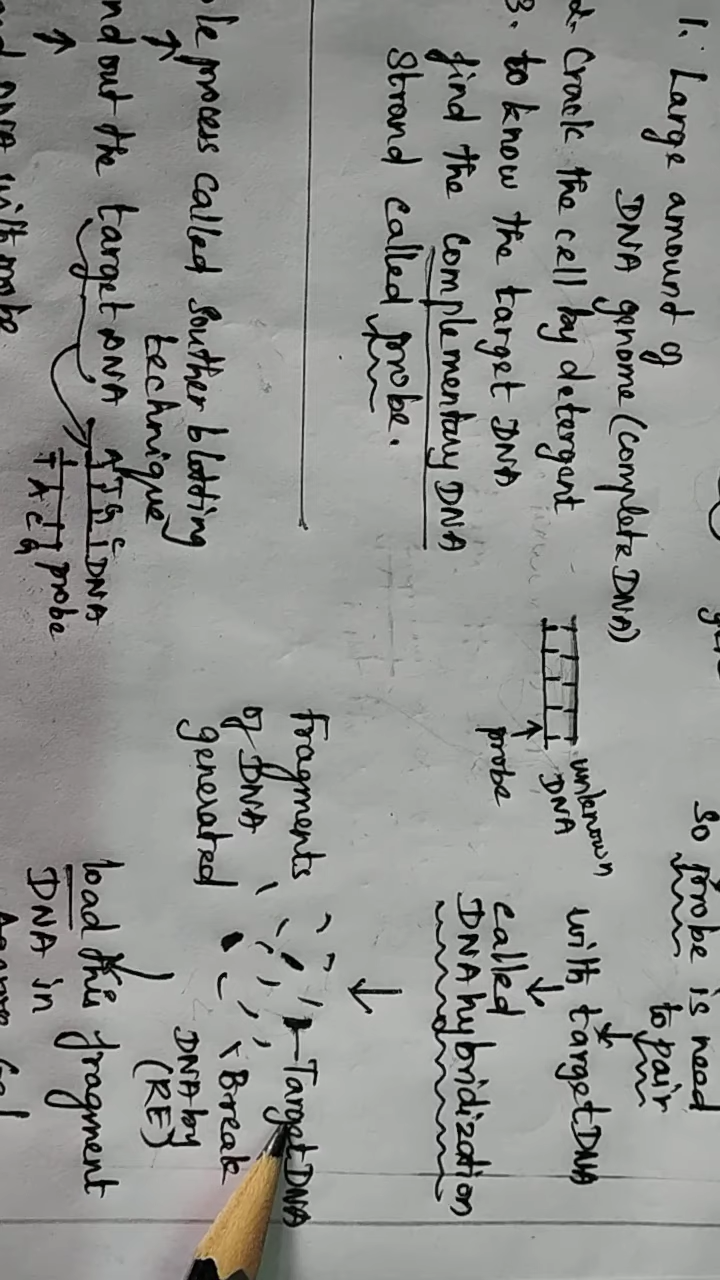 1. Large amount of
DNA genome (complete DNA)
2. Crack the cell by detergent
3. to know the target DNA
find the complementary DNA
Strand called probe.
unknown
DNA
probe
So probe is need
to pair
with target DNA
called
DNA hybridization
le process called Souther blotting
technique
nd out the target DNA
A T G C DNA
T A C G probe
fragments
of DNA
generated
Target DNA
Break
DNA by
(RE)
load this fragment
DNA in